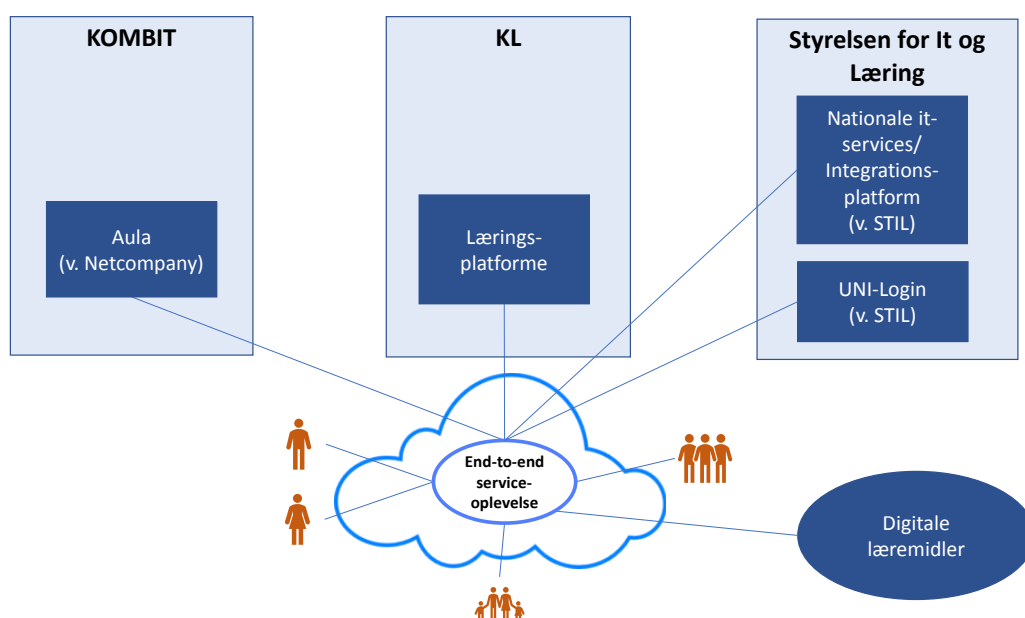 KOMBIT
Aula
(v. Netcompany)
KL
Lærings-
platforme
Styrelsen for It og
Læring
Nationale it-
services/
Integrations-
platform
(v. STIL)
UNI-Login
(v. STIL)
End-to-end
service-
oplevelse
Digitale
læremidler